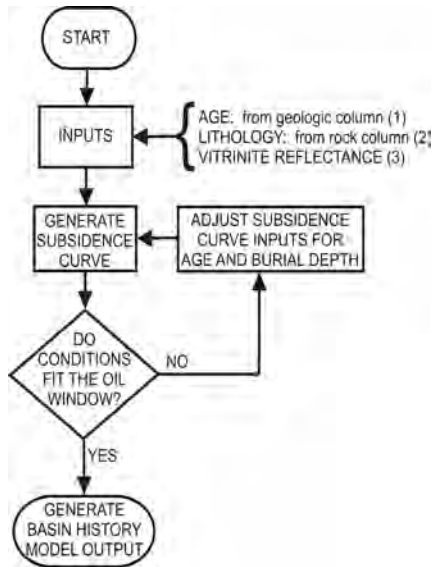 START
INPUTS
AGE: from geologic column (1)
LITHOLOGY: from rock column (2)
VITRINITE REFLECTANCE (3)
GENERATE
SUBSIDENCE
CURVE
ADJUST SUBSIDENCE
CURVE INPUTS FOR
AGE AND BURIAL DEPTH
DO
CONDITIONS
FIT THE OIL
WINDOW?
NO
YES
GENERATE
BASIN HISTORY
MODEL OUTPUT